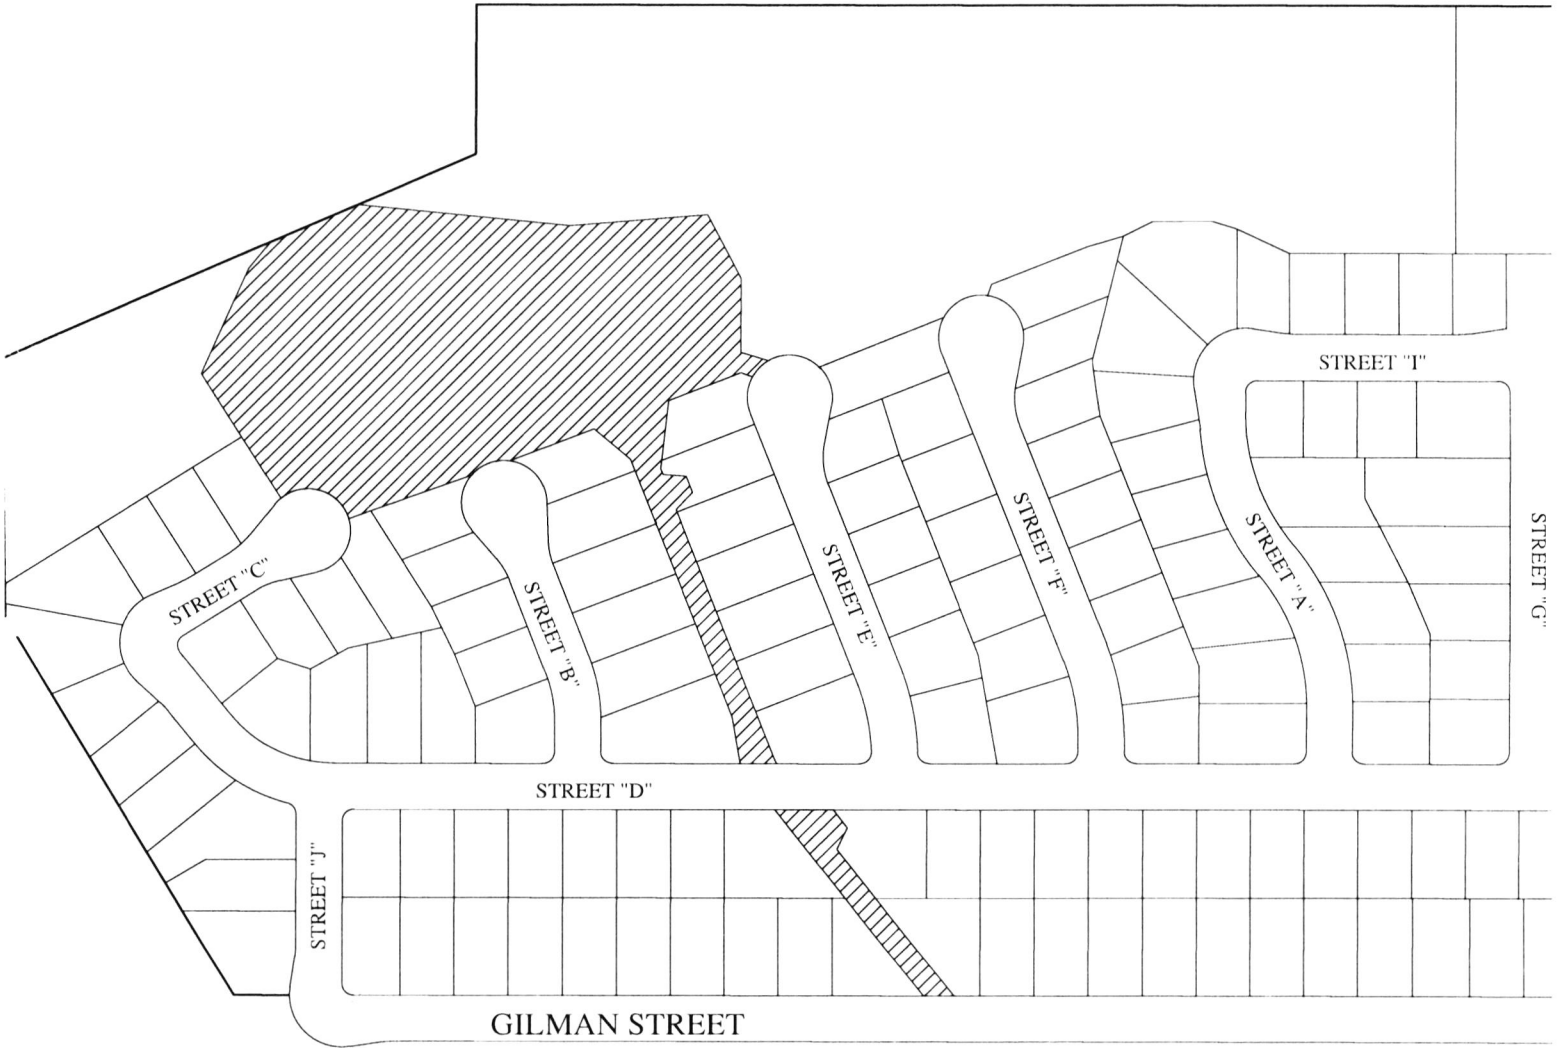 STREET "I"
STREET "C"
STREET "B"
STREET "E"
STREET "F"
STREET "A"
STREET "G"
STREET "D"
STREET "J"
GILMAN STREET